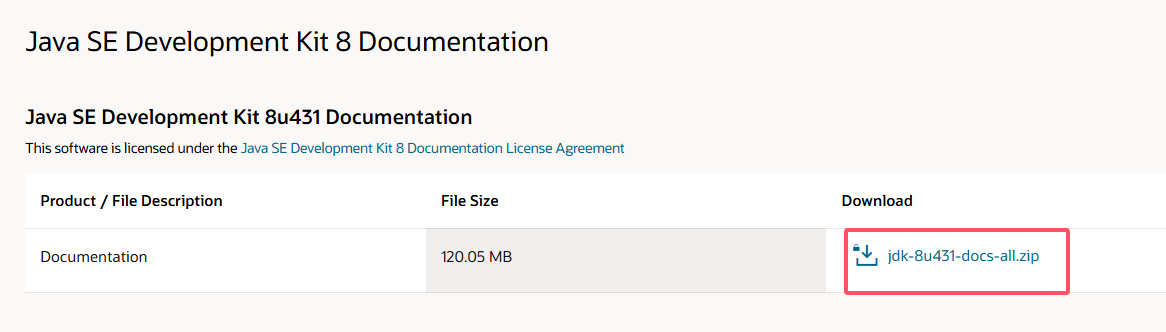 Java SE Development Kit 8 Documentation
Java SE Development Kit 8u431 Documentation
This software is licensed under the Java SE Development Kit 8 Documentation License Agreement
Product / File Description File Size Download
Documentation 120.05 MB jdk-8u431-docs-all.zip